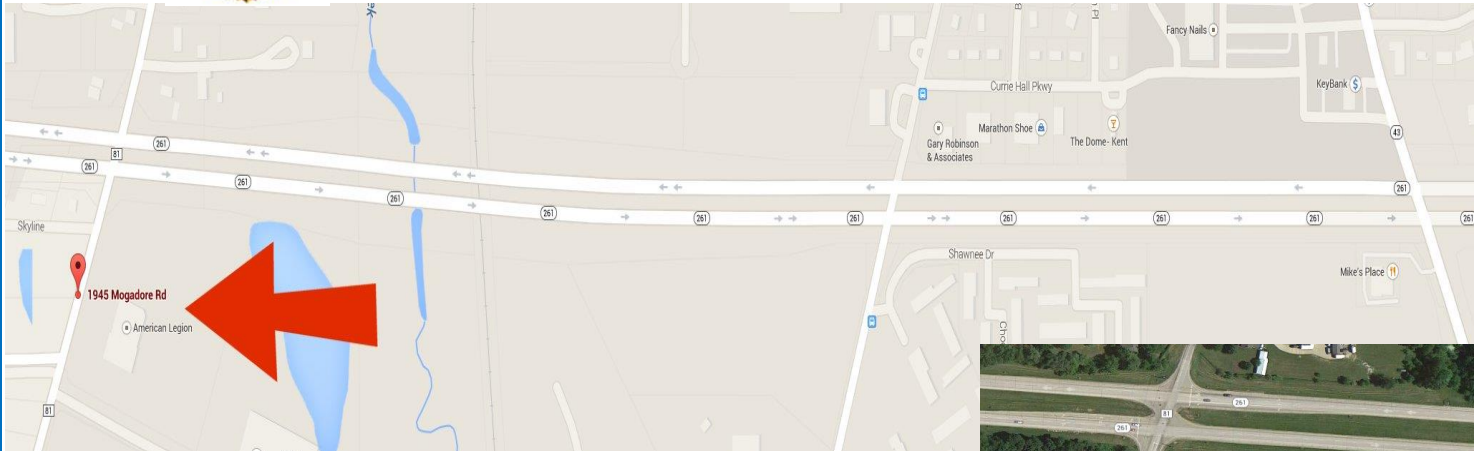 Fancy Nails
KeyBank
Currie Hall Pkwy
Marathon Shoe
The Dome- Kent
Gary Robinson
& Associates
43
261
81
261
261
261
261
261
261
261
261
261
261
261
261
Skyline
Shawnee Dr
Mike's Place
1945 Mogadore Rd
American Legion
81
261
81
261